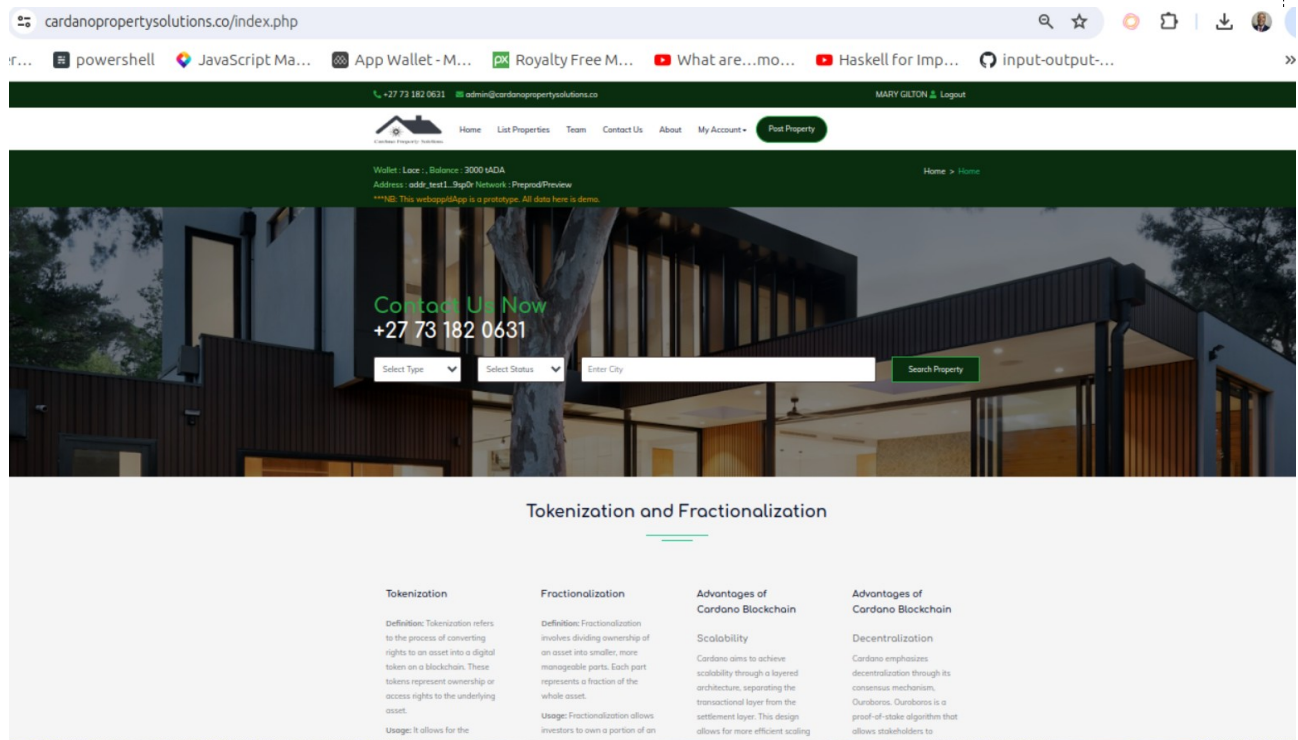 cardanopropertysolutions.co/index.php
r... powershell JavaScript Ma... App Wallet - M... Royalty Free M... What are...mo... Haskell for Imp... input-output-... »
+27 73 182 0631 admin@cardanopropertysolutions.co MARY GILTON Logout
Cardano Property Solutions
Home List Properties Team Contact Us About My Account Post Property
Wallet : Lace : , Balance : 3000 tADA Home > Home
Address : addr_test1...9sp0r Network : Preprod/Preview
***NB: This webapp/dApp is a prototype. All data here is demo.
Contact Us Now
+27 73 182 0631
Select Type Select Status Enter City Search Property
Tokenization and Fractionalization
Tokenization
Definition: Tokenization refers
to the process of converting
rights to an asset into a digital
token on a blockchain. These
tokens represent ownership or
access rights to the underlying
asset.
Usage: It allows for the
Fractionalization
Definition: Fractionalization
involves dividing ownership of
an asset into smaller, more
manageable parts. Each part
represents a fraction of the
whole asset.
Usage: Fractionalization allows
investors to own a portion of an
Advantages of
Cardano Blockchain
Scalability
Cardano aims to achieve
scalability through a layered
architecture, separating the
transactional layer from the
settlement layer. This design
allows for more efficient scaling
Advantages of
Cardano Blockchain
Decentralization
Cardano emphasizes
decentralization through its
consensus mechanism,
Ouroboros. Ouroboros is a
proof-of-stake algorithm that
allows stakeholders to